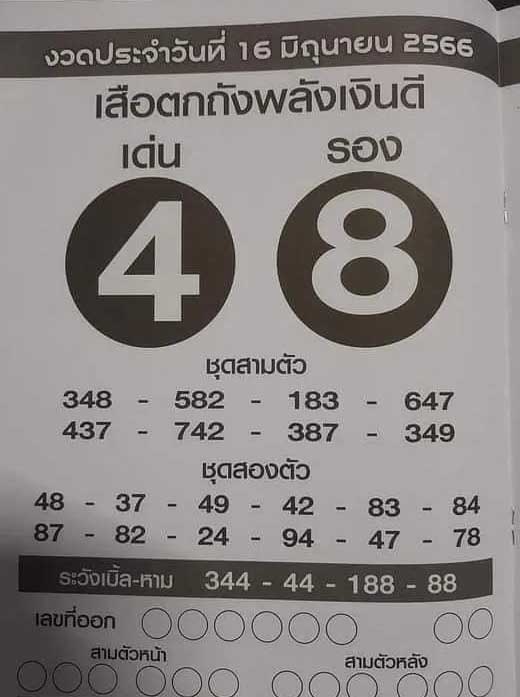 งวดประจำวันที่ 16 มิถุนายน 2566
เสือตกถังพลังเงินดี
เด่น รอง
4 8
ชุดสามตัว
348 - 582 - 183 - 647
437 - 742 - 387 - 349
ชุดสองตัว
48 - 37 - 49 - 42 - 83 - 84
87 - 82 - 24 - 94 - 47 - 78
ระวังเบิ้ล-หาม 344 - 44 - 188 - 88
เลขที่ออก
สามตัวหน้า สามตัวหลัง